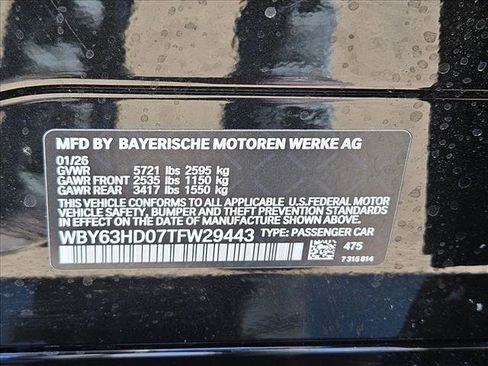 MFD BY BAYERISCHE MOTOREN WERKE AG
01/26
GVWR 5721 lbs 2595 kg
GAWR FRONT 2535 lbs 1150 kg
GAWR REAR 3417 lbs 1550 kg
THIS VEHICLE CONFORMS TO ALL APPLICABLE U.S.FEDERAL MOTOR
VEHICLE SAFETY, BUMPER AND THEFT PREVENTION STANDARDS
IN EFFECT ON THE DATE OF MANUFACTURE SHOWN ABOVE.
WBY63HD07TFW29443 TYPE: PASSENGER CAR
475
7 315 814